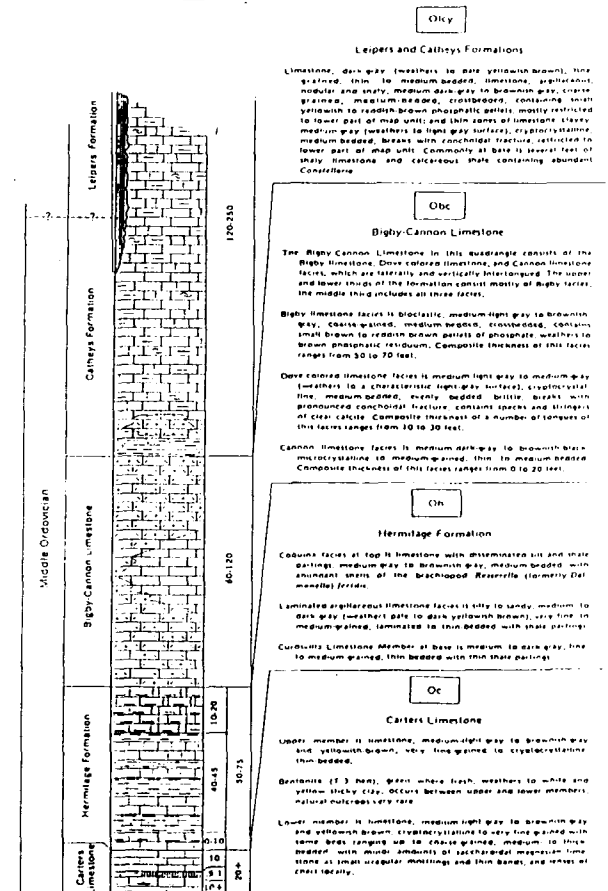 Olcy
Leipers and Catheys Formations
Limestone, dark-gray (weathers to pale yellowish brown), fine
grained, thin to medium-bedded, limestone, argillaceous,
nodular and shaly, medium dark-gray to brownish gray, coarse
grained, medium-bedded, crossbedded, containing small
yellowish to reddish brown phosphatic pellets, mostly restricted
to lower part of map unit; and thin zones of limestone clayey
medium gray (weathers to light gray surface), cryptocrystalline,
medium bedded, breaks with conchoidal fracture, restricted to
lower part of map unit. Commonly at base is several feet of
shaly limestone and calcareous shale containing abundant
Constellaria
Obc
Bigby-Cannon Limestone
The Bigby Cannon Limestone in this quadrangle consists of the
Bigby limestone, Dove colored limestone, and Cannon limestone
facies, which are laterally and vertically intertongued. The upper
and lower thirds of the formation consist mostly of Bigby facies,
the middle third includes all three facies.
Bigby limestone facies is bioclastic, medium-light gray to brownish
gray, coarse-grained, medium bedded, crossbedded, contains
small brown to reddish brown pellets of phosphate, weathers to
brown phosphatic residuum. Composite thickness of this facies
ranges from 50 to 70 feet.
Dove colored limestone facies is medium light gray to medium-gray
(weathers to a characteristic light-gray surface), cryptocrystal
line, medium-bedded, evenly bedded brittle, breaks with
pronounced conchoidal fracture, contains specks and stringers
of clear calcite. Composite thickness of a number of tongues of
this facies ranges from 10 to 30 feet.
Cannon limestone facies is medium dark-gray to brownish black
microcrystalline to medium-grained, thin to medium bedded
Composite thickness of this facies ranges from 0 to 20 feet.
Oh
Hermitage Formation
Coquina facies at top is limestone with disseminated silt and shale
partings, medium-gray to brownish gray, medium-bedded with
abundant shells of the brachiopod Resserella (formerly Dal
manella) fertilis.
Laminated argillaceous limestone facies is silty to sandy, medium to
dark gray (weathers pale to dark yellowish brown), very fine to
medium-grained, laminated to thin bedded with shale partings
Curdsville Limestone Member at base is medium to dark gray, fine
to medium grained, thin bedded with thin shale partings
Oc
Carters Limestone
Upper member is limestone, medium-light gray to brownish gray
and yellowish-brown, very fine-grained to cryptocrystalline
thin-bedded.
Bentonite (T 3 bed), green where fresh, weathers to white and
yellow sticky clay, occurs between upper and lower members,
natural outcrops very rare
Lower member is limestone, medium light gray to brownish gray
and yellowish brown, cryptocrystalline to very fine grained with
some beds ranging up to coarse-grained, medium to thick
bedded with minor amounts of saccharoidal magnesian lime
stone as small irregular mottlings and thin bands, and lenses of
chert locally.
Middle Ordovician
Leipers Formation
-?-
-?-
Catheys Formation
Bigby-Cannon Limestone
Hermitage Formation
Carters
Limestone
120-250
60-120
10-20
40-45
0-10
50-75
10
10+
20+